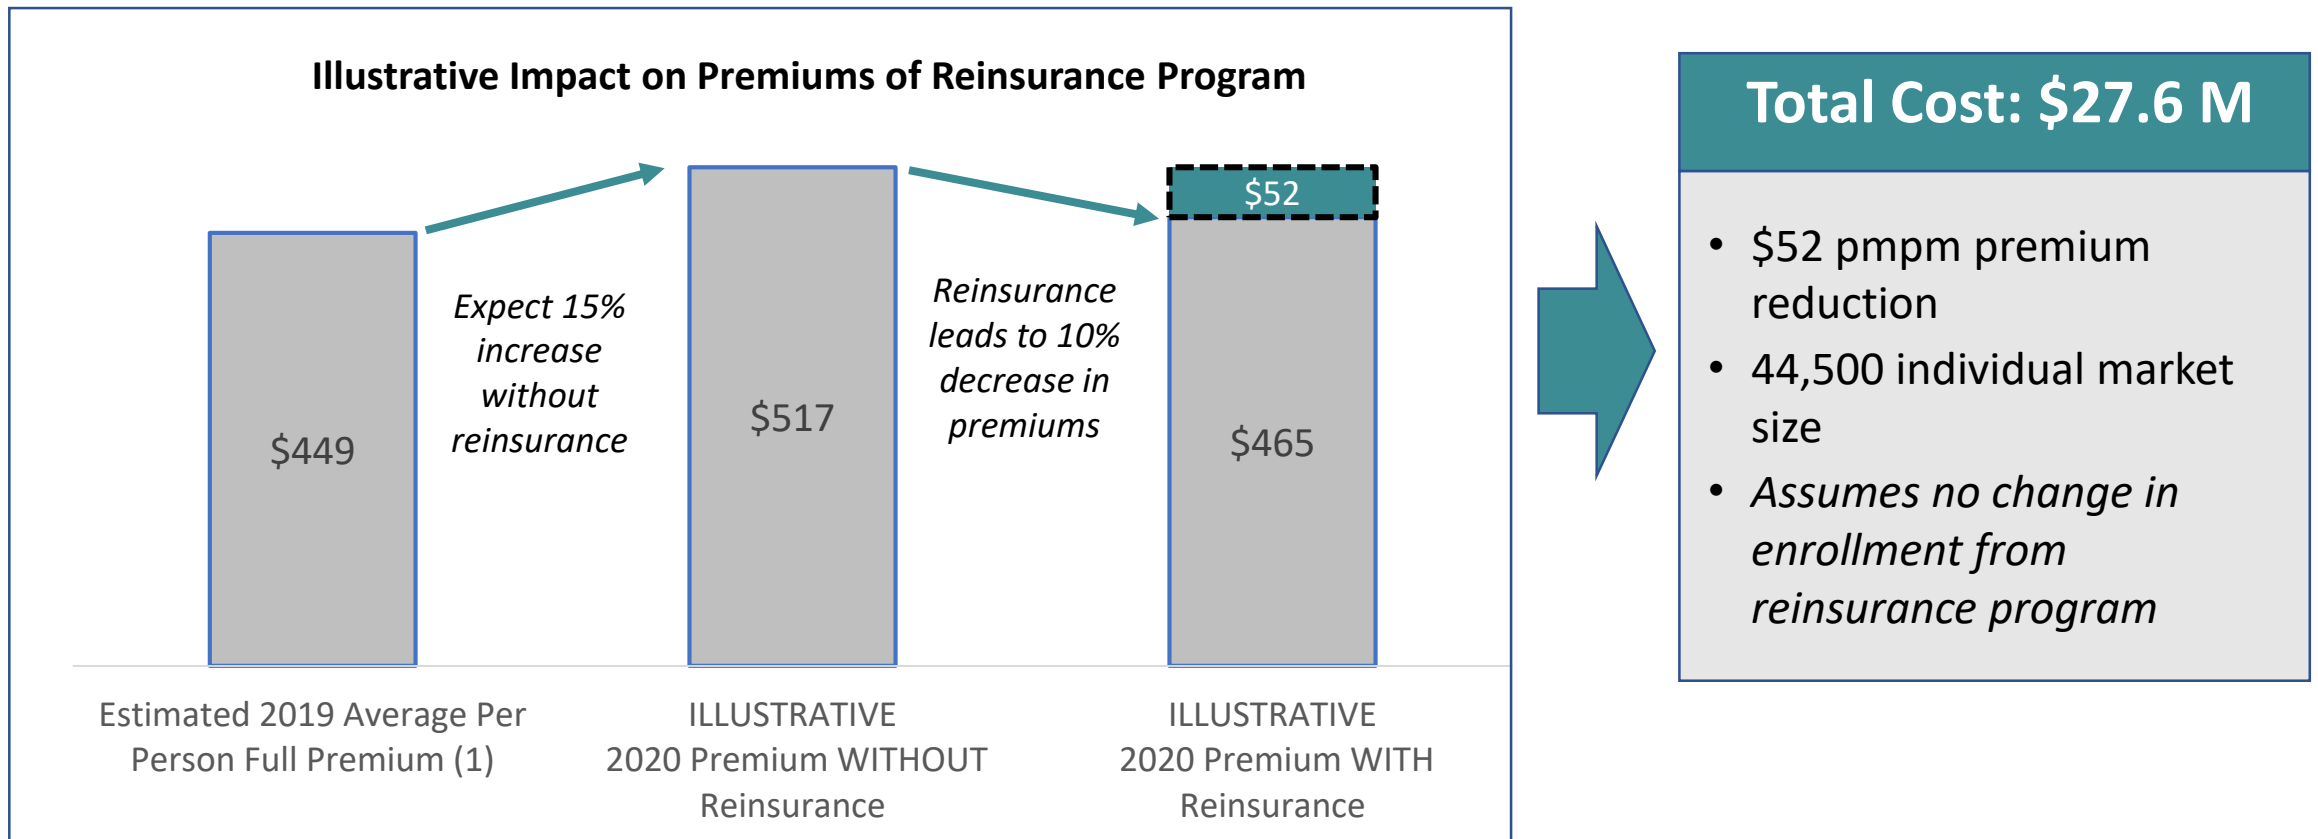 Illustrative Impact on Premiums of Reinsurance Program
$449
Expect 15%
increase
without
reinsurance
$517
Reinsurance
leads to 10%
decrease in
premiums
$52
$465
Estimated 2019 Average Per
Person Full Premium (1)
ILLUSTRATIVE
2020 Premium WITHOUT
Reinsurance
ILLUSTRATIVE
2020 Premium WITH
Reinsurance
Total Cost: $27.6 M
• $52 pmpm premium
reduction
• 44,500 individual market
size
• Assumes no change in
enrollment from
reinsurance program